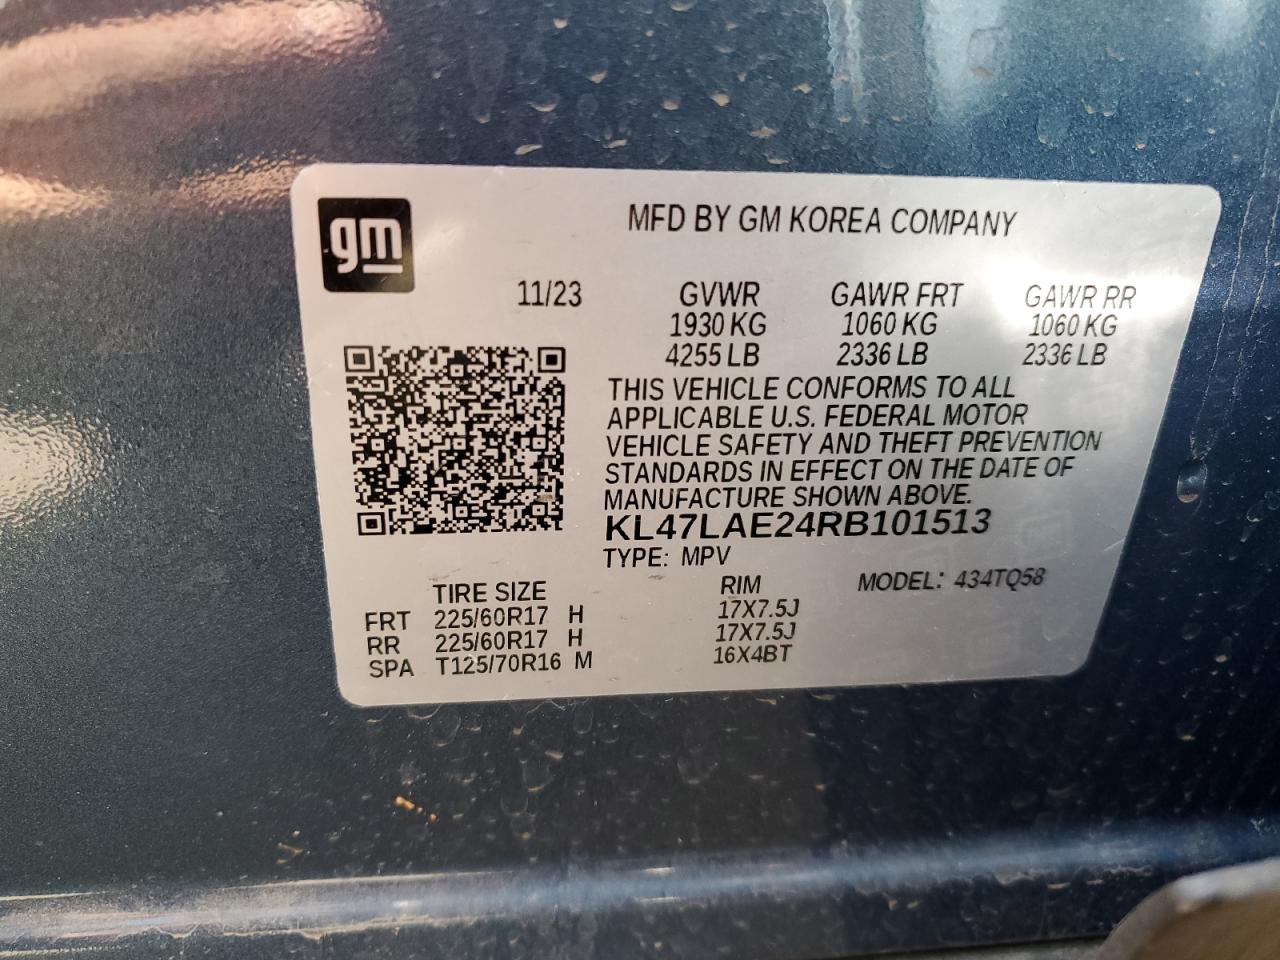 gm
MFD BY GM KOREA COMPANY
11/23 GVWR GAWR FRT GAWR RR
1930 KG 1060 KG 1060 KG
4255 LB 2336 LB 2336 LB
THIS VEHICLE CONFORMS TO ALL
APPLICABLE U.S. FEDERAL MOTOR
VEHICLE SAFETY AND THEFT PREVENTION
STANDARDS IN EFFECT ON THE DATE OF
MANUFACTURE SHOWN ABOVE.
KL47LAE24RB101513
TYPE: MPV
TIRE SIZE RIM MODEL: 434TQ58
FRT 225/60R17 H 17X7.5J
RR 225/60R17 H 17X7.5J
SPA T125/70R16 M 16X4BT